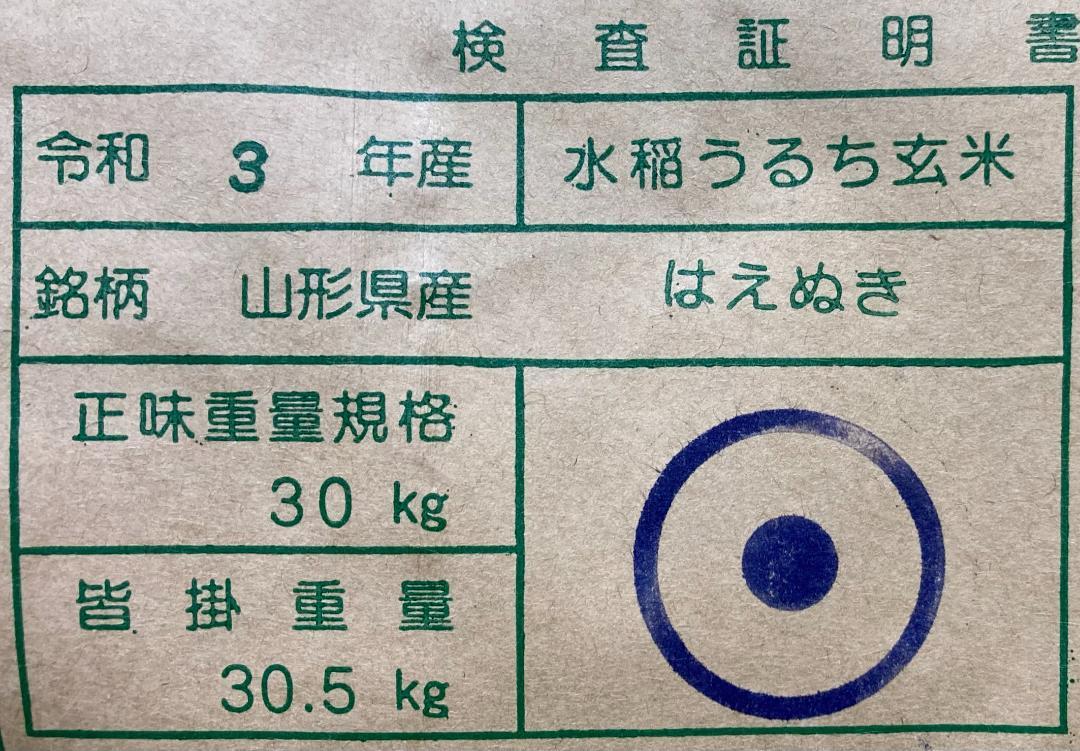 検査証明書
令和 3 年産 水稲うるち玄米
銘柄 山形県産 はえぬき
正味重量規格
30 kg
皆掛重量
30.5 kg